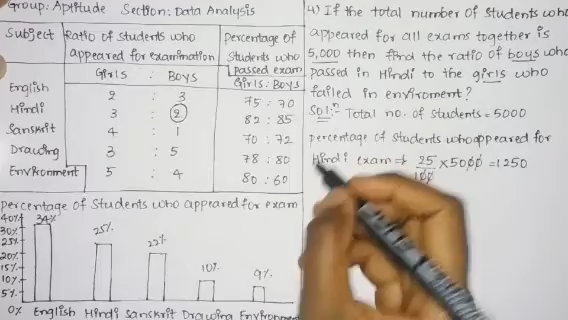 Group: Aptitude Section: Data Analysis
Subject
Ratio of Students who appeared for examination
Girls : Boys
Percentage of Students who passed exam
Girls : Boys
English 2 : 3 75 : 70
Hindi 3 : 2 82 : 85
Sanskrit 4 : 1 70 : 72
Drawing 3 : 5 78 : 80
Environment 5 : 4 80 : 60
percentage of Students who appeared for exam
40%
30%
25%
20%
15%
10%
5%
0%
34%
25%
22%
10%
9%
English Hindi Sanskrit Drawing Environment
4) If the total number of Students who
appeared for all exams together is
5,000 then find the ratio of boys who
passed in Hindi to the girls who
failed in enviroment?
Sol:n- Total no. of Students = 5000
percentage of Students who appeared for
Hindi exam ⇒ 25/100 × 5000 = 1250